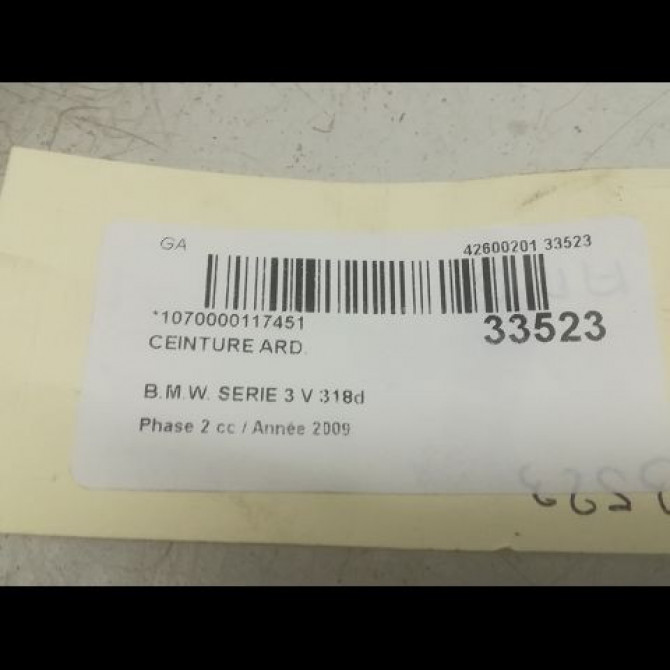 GA
42600201 33523
*1070000117451
33523
CEINTURE ARD.
B.M.W. SERIE 3 V 318d
Phase 2 cc / Année 2009